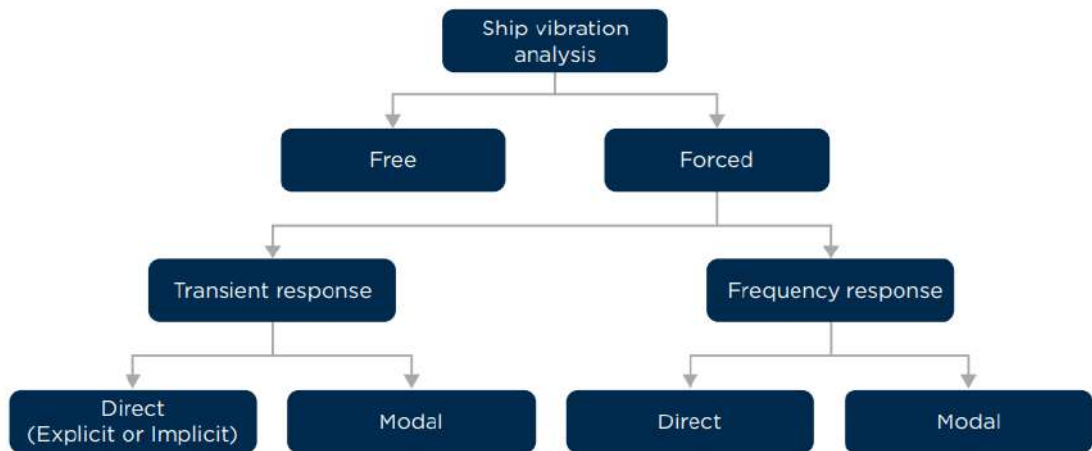 Ship vibration
analysis
Free
Forced
Transient response
Frequency response
Direct
(Explicit or Implicit)
Modal
Direct
Modal